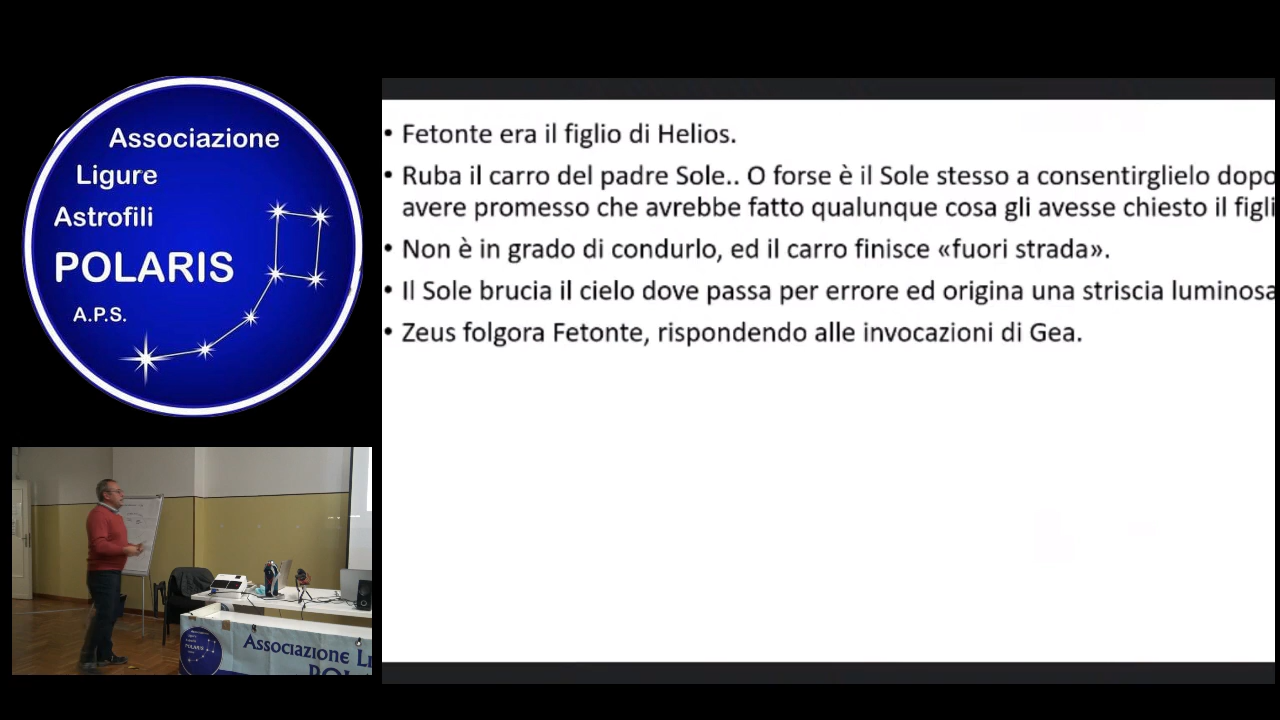 Associazione
Ligure
Astrofili
POLARIS
A.P.S.
• Fetonte era il figlio di Helios.
• Ruba il carro del padre Sole.. O forse è il Sole stesso a consentirglielo dopo
avere promesso che avrebbe fatto qualunque cosa gli avesse chiesto il figli
• Non è in grado di condurlo, ed il carro finisce «fuori strada».
• Il Sole brucia il cielo dove passa per errore ed origina una striscia luminosa
• Zeus folgora Fetonte, rispondendo alle invocazioni di Gea.
Associazione Li
POL